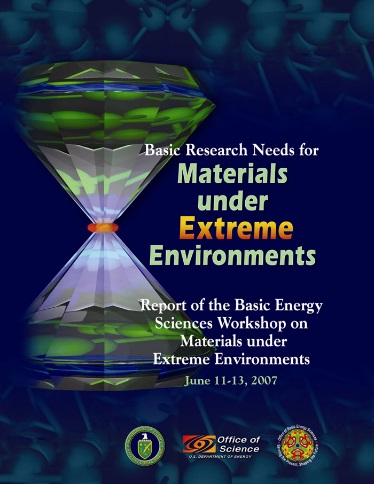 Basic Research Needs for
Materials
under
Extreme
Environments
Report of the Basic Energy
Sciences Workshop on
Materials under
Extreme Environments
June 11-13, 2007
Office of
Science
U.S. DEPARTMENT OF ENERGY